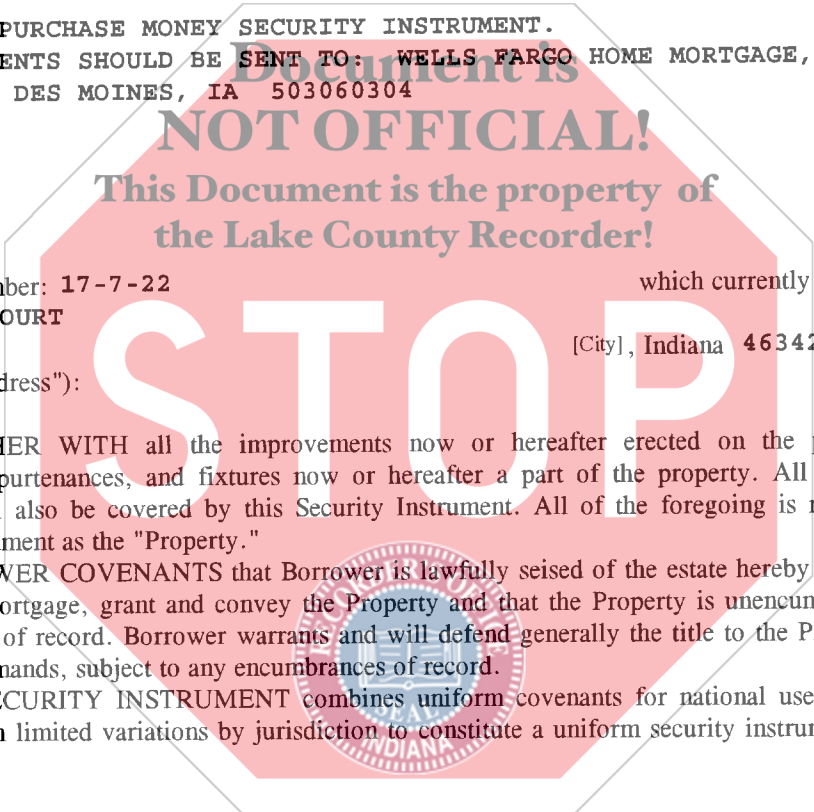 PURCHASE MONEY SECURITY INSTRUMENT.
ENTS SHOULD BE SENT TO: WELLS FARGO HOME MORTGAGE,
DES MOINES, IA 503060304
Document is
NOT OFFICIAL!
This Document is the property of
the Lake County Recorder!
ber: 17-7-22 which currently
OURT
[City], Indiana 46342
dress"):
STOP
ER WITH all the improvements now or hereafter erected on the
purtenances, and fixtures now or hereafter a part of the property. All
also be covered by this Security Instrument. All of the foregoing is
ment as the "Property."
WER COVENANTS that Borrower is lawfully seised of the estate hereby
ortgage, grant and convey the Property and that the Property is unencum
of record. Borrower warrants and will defend generally the title to the P
mands, subject to any encumbrances of record.
CURITY INSTRUMENT combines uniform covenants for national use
limited variations by jurisdiction to constitute a uniform security instru
SEAL
INDIANA